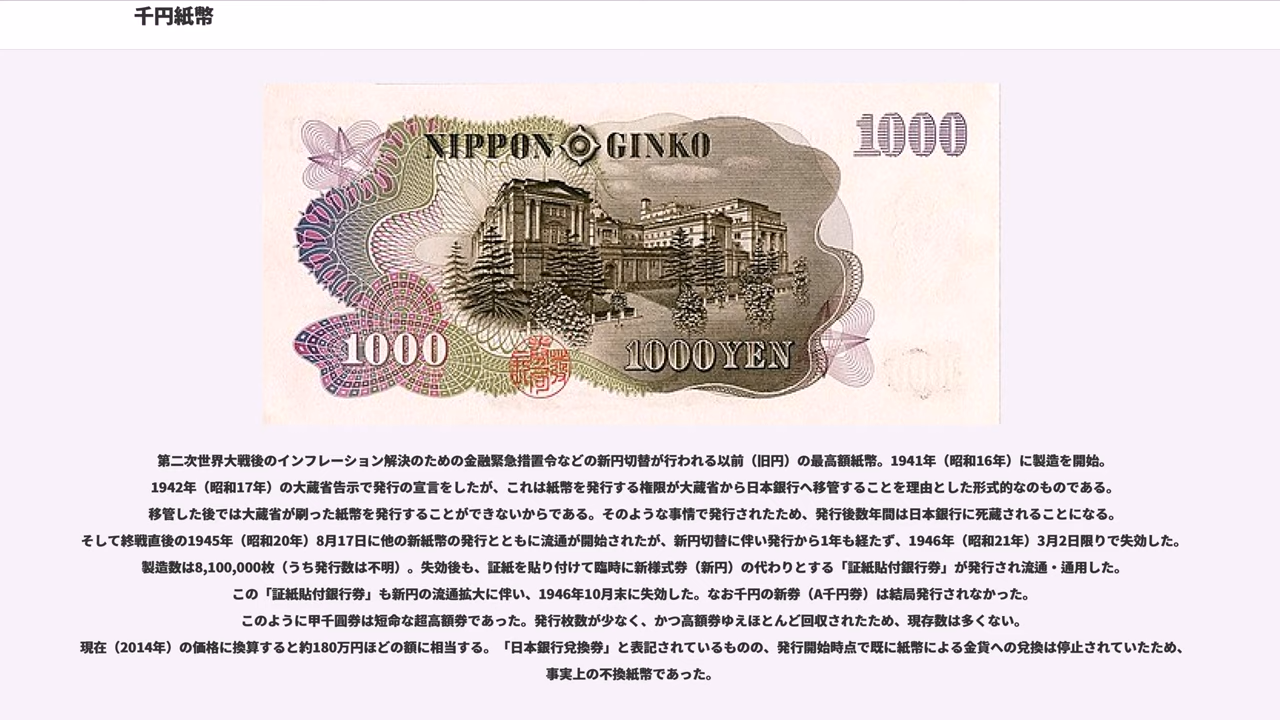 千円紙幣
NIPPON GINKO
1000
1000
1000 YEN
第二次世界大戦後のインフレーション解決のための金融緊急措置令などの新円切替が行われる以前（旧円）の最高額紙幣。1941年（昭和16年）に製造を開始。
1942年（昭和17年）の大蔵省告示で発行の宣言をしたが、これは紙幣を発行する権限が大蔵省から日本銀行へ移管することを理由とした形式的なのものである。
移管した後では大蔵省が刷った紙幣を発行することができないからである。そのような事情で発行されたため、発行後数年間は日本銀行に死蔵されることになる。
そして終戦直後の1945年（昭和20年）8月17日に他の新紙幣の発行とともに流通が開始されたが、新円切替に伴い発行から1年も経たず、1946年（昭和21年）3月2日限りで失効した。
製造数は8,100,000枚（うち発行数は不明）。失効後も、証紙を貼り付けて臨時に新様式券（新円）の代わりとする「証紙貼付銀行券」が発行され流通・通用した。
この「証紙貼付銀行券」も新円の流通拡大に伴い、1946年10月末に失効した。なお千円の新券（A千円券）は結局発行されなかった。
このように甲千圓券は短命な超高額券であった。発行枚数が少なく、かつ高額券ゆえほとんど回収されたため、現存数は多くない。
現在（2014年）の価格に換算すると約180万円ほどの額に相当する。「日本銀行兌換券」と表記されているものの、発行開始時点で既に紙幣による金貨への兌換は停止されていたため、
事実上の不換紙幣であった。